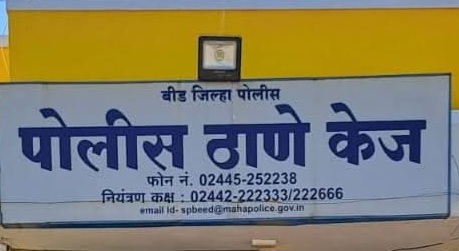 बीड जिल्हा पोलीस
पोलीस ठाणे केज
फोन नं. 02445-252238
नियंत्रण कक्ष : 02442-222333/222666
email id- spbeed@mahapolice.gov.in